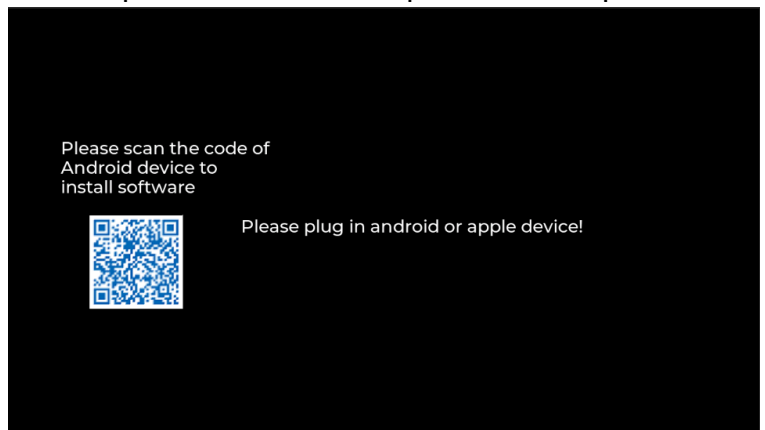 Please scan the code of
Android device to
install software
Please plug in android or apple device!